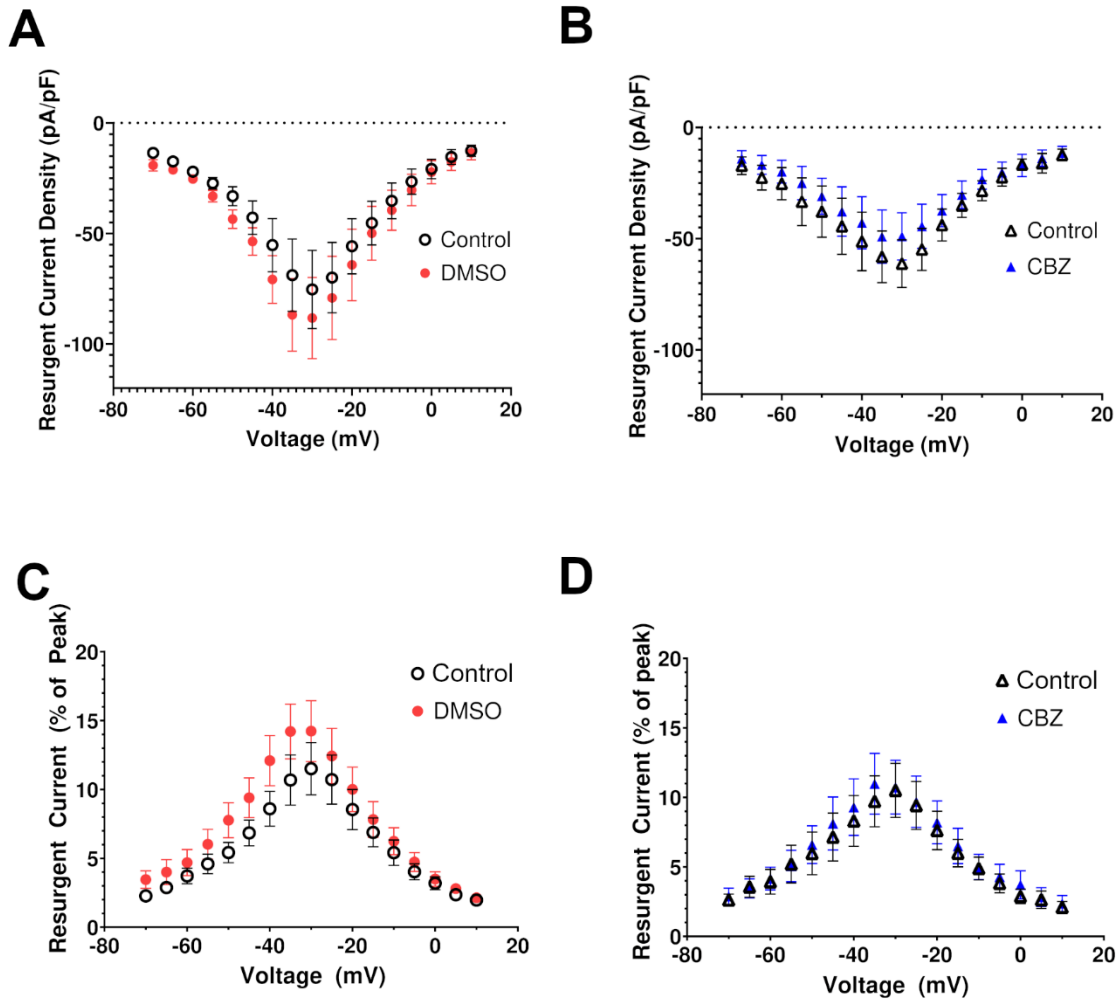 A
Resurgent Current Density (pA/pF)
0
-50
-100
-80
-60
-40
-20
0
20
Voltage (mV)
Control
DMSO
B
Resurgent Current Density (pA/pF)
0
-50
-100
-80
-60
-40
-20
0
20
Voltage (mV)
Control
CBZ
C
Resurgent Current (% of Peak)
20
15
10
5
0
-80
-60
-40
-20
0
20
Voltage (mV)
Control
DMSO
D
Resurgent Current (% of peak)
20
15
10
5
0
-80
-60
-40
-20
0
20
Voltage (mV)
Control
CBZ